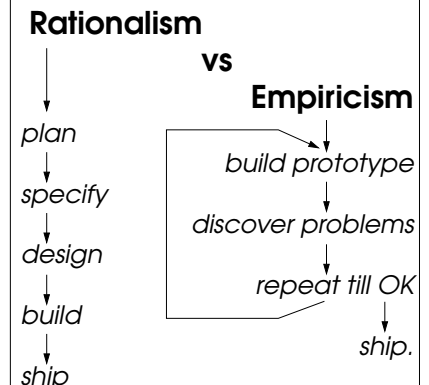 Rationalism
vs
Empiricism
plan
specify
design
build
ship
build prototype
discover problems
repeat till OK
ship.